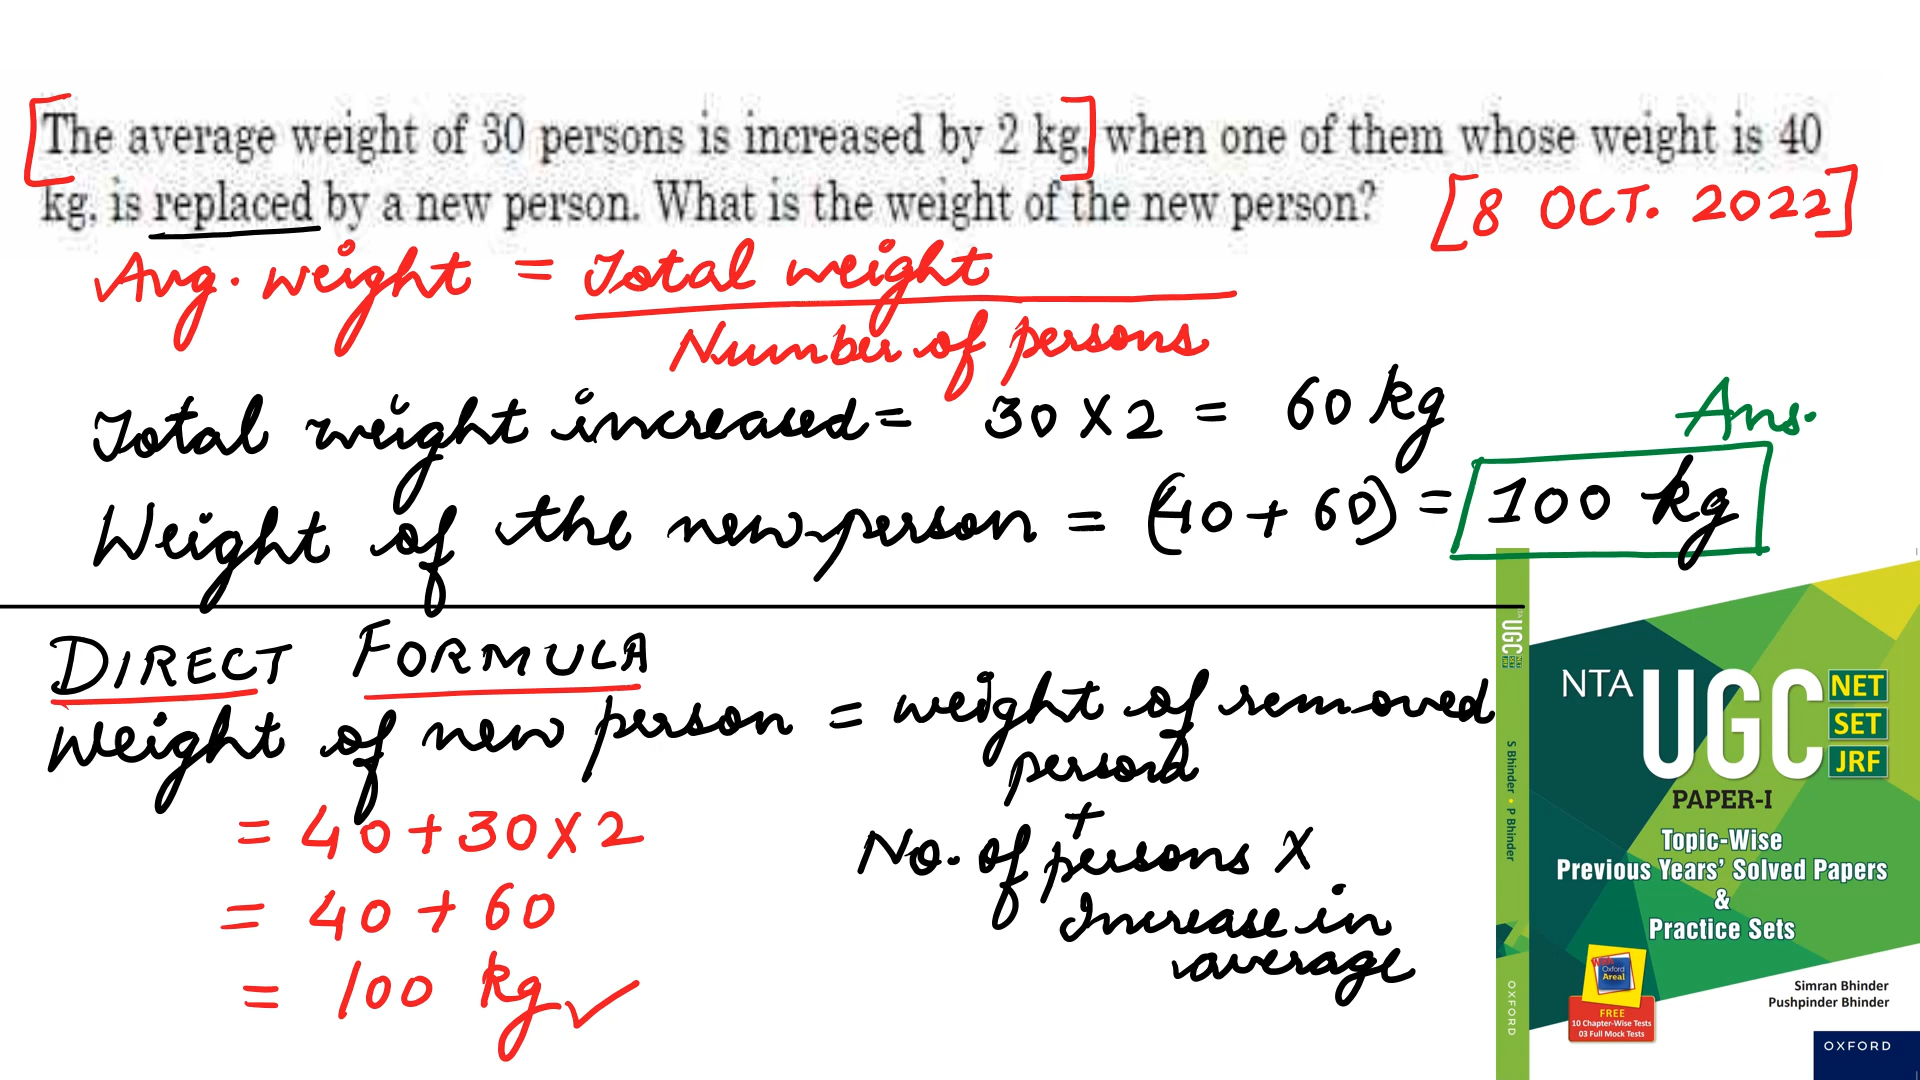 The average weight of 30 persons is increased by 2 kg, when one of them whose weight is 40
kg, is replaced by a new person. What is the weight of the new person?
[8 OCT. 2022]
Avg. weight = Total weight
Number of persons
Total weight increased = 30 X 2 = 60 kg
Ans.
Weight of the new person = (40 + 60) = 100 kg
DIRECT FORMULA
Weight of new person = weight of removed
person
+
No. of persons X
Increase in
average
= 40 + 30 X 2
= 40 + 60
= 100 kg
UGC NET SET JRF
S Bhinder • P Bhinder
OXFORD
NTA UGC NET
SET
JRF
PAPER-I
Topic-Wise
Previous Years' Solved Papers
&
Practice Sets
With
Oxford
Areal
FREE
10 Chapter-Wise Tests
03 Full Mock Tests
Simran Bhinder
Pushpinder Bhinder
OXFORD